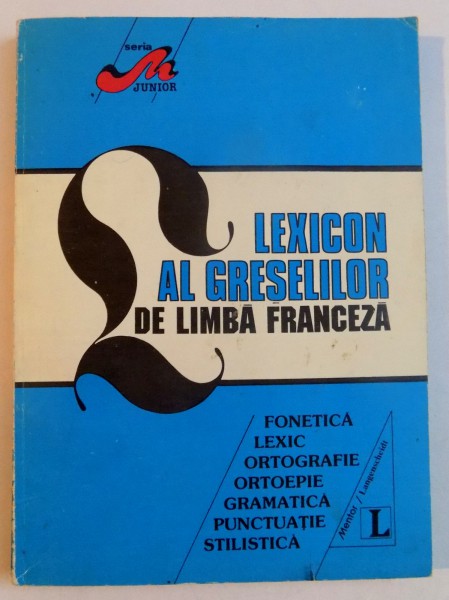 seria
M
JUNIOR
LEXICON
AL GRESELILOR
DE LIMBĂ FRANCEZĂ
FONETICĂ
LEXIC
ORTOGRAFIE
ORTOEPIE
GRAMATICĂ
PUNCTUAȚIE
STILISTICĂ
Mentor / Langenscheidt
L